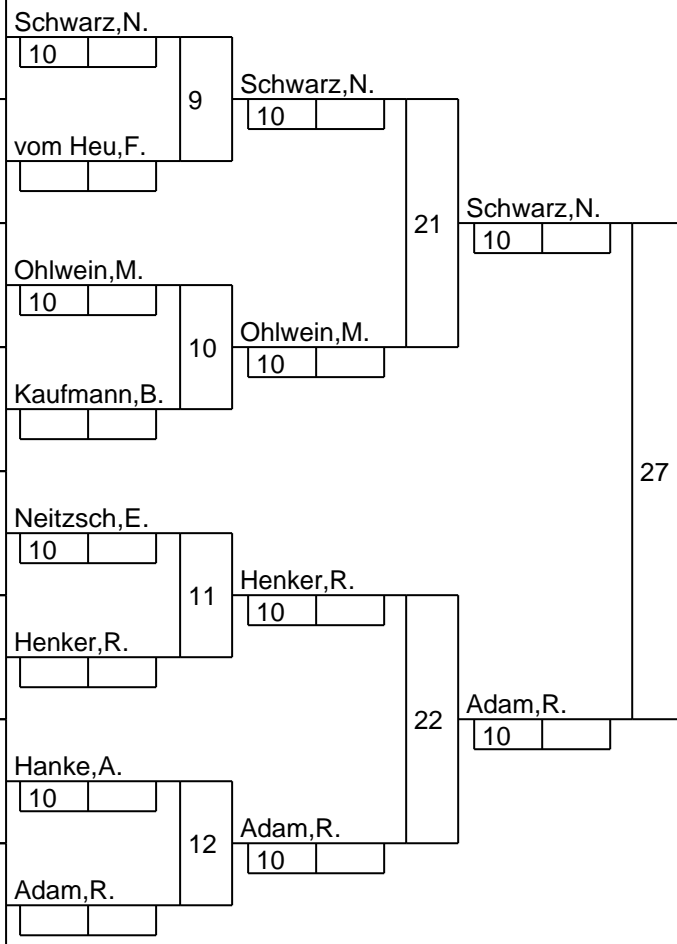 Schwarz,N.
10
9
Schwarz,N.
10
vom Heu,F.
21
Schwarz,N.
10
Ohlwein,M.
10
10
Ohlwein,M.
10
Kaufmann,B.
27
Neitzsch,E.
10
11
Henker,R.
10
Henker,R.
22
Adam,R.
10
Hanke,A.
10
12
Adam,R.
10
Adam,R.